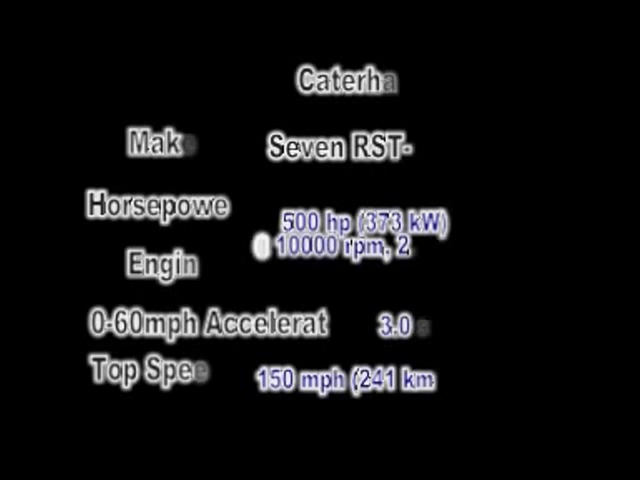 Caterha
Mak
Seven RST-
Horsepowe
500 hp (373 kW)
10000 rpm, 2
Engin
0-60mph Accelerat
3.0 s
Top Spee
150 mph (241 km